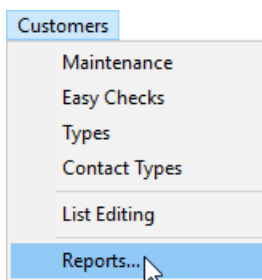 Customers
Maintenance
Easy Checks
Types
Contact Types
List Editing
Reports...